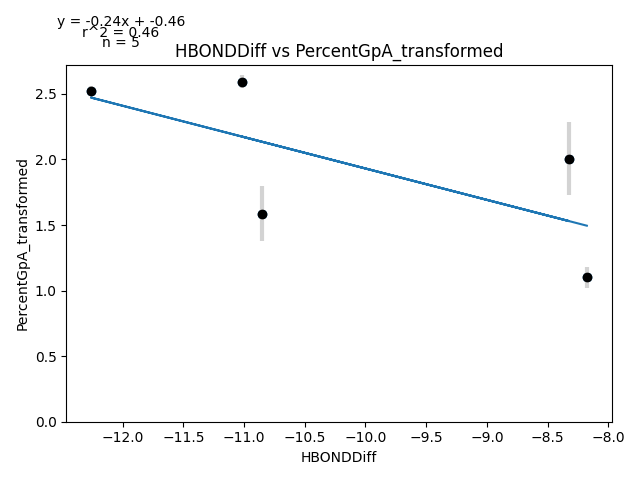 y = -0.24x + -0.46
r^2 = 0.46
n = 5
HBONDDiff vs PercentGpA_transformed
PercentGpA_transformed
2.5
2.0
1.5
1.0
0.5
0.0
−12.0 −11.5 −11.0 −10.5 −10.0 −9.5 −9.0 −8.5 −8.0
HBONDDiff